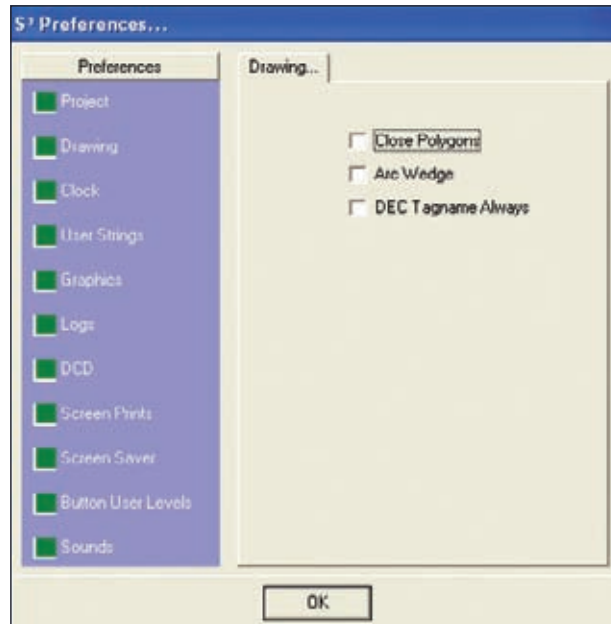 S³ Preferences...
Preferences
Project
Drawing
Clock
User Strings
Graphics
Logs
DCD
Screen Prints
Screen Saver
Button User Levels
Sounds
Drawing...
Close Polygons
Arc Wedge
DEC Tagname Always
OK